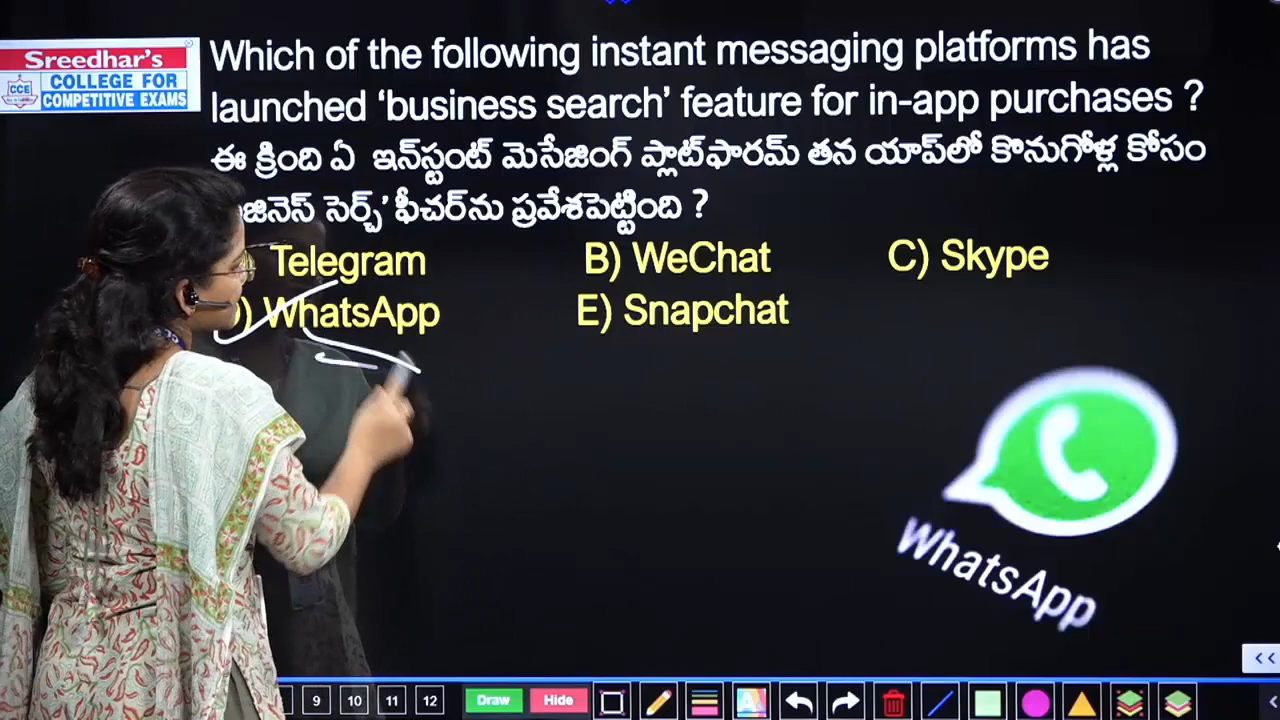 Sreedhar's
CCE
COLLEGE FOR
COMPETITIVE EXAMS
Which of the following instant messaging platforms has
launched ‘business search’ feature for in-app purchases ?
ఈ క్రింది ఏ ఇన్‌స్టంట్ మెసేజింగ్ ప్లాట్‌ఫారమ్ తన యాప్‌లో కొనుగోళ్ల కోసం
సెర్చ్’ ఫీచర్‌ను ప్రవేశపెట్టింది ?
Telegram B) WeChat C) Skype
WhatsApp E) Snapchat
WhatsApp
<<
9 10 11 12 Draw Hide